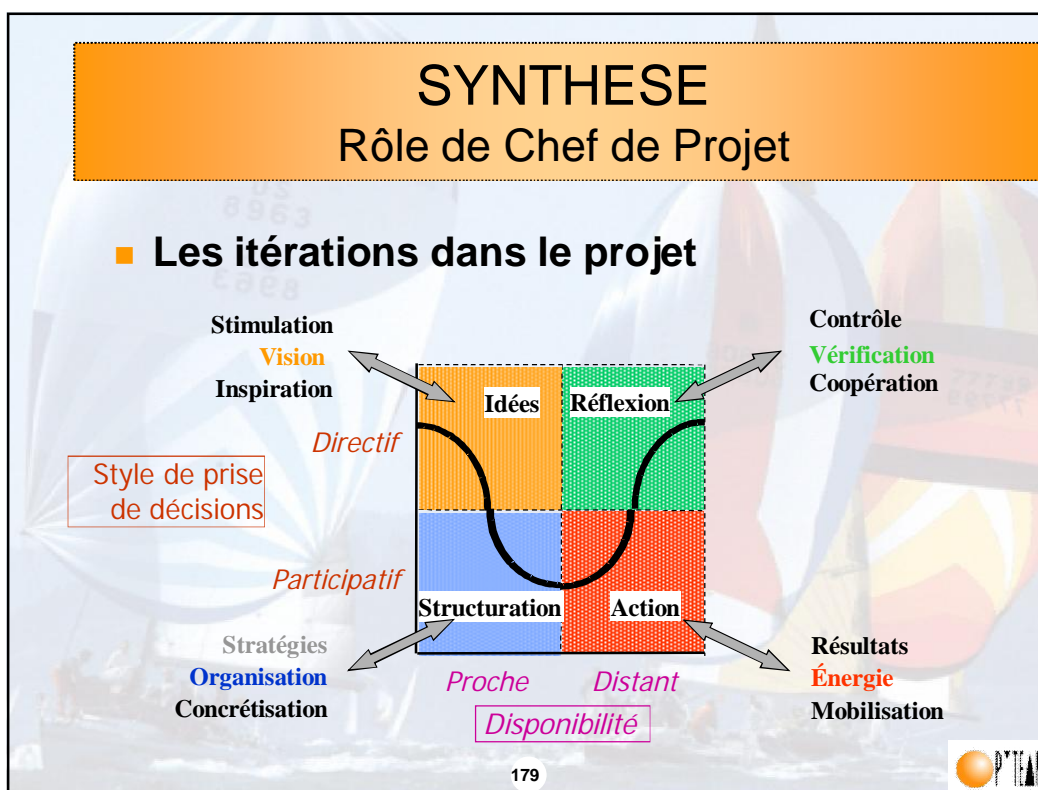 SYNTHESE
Rôle de Chef de Projet
Les itérations dans le projet
Stimulation
Vision
Inspiration
Contrôle
Vérification
Coopération
Idées
Réflexion
Directif
Style de prise
de décisions
Participatif
Structuration
Action
Stratégies
Organisation
Concrétisation
Résultats
Énergie
Mobilisation
Proche
Distant
Disponibilité
179